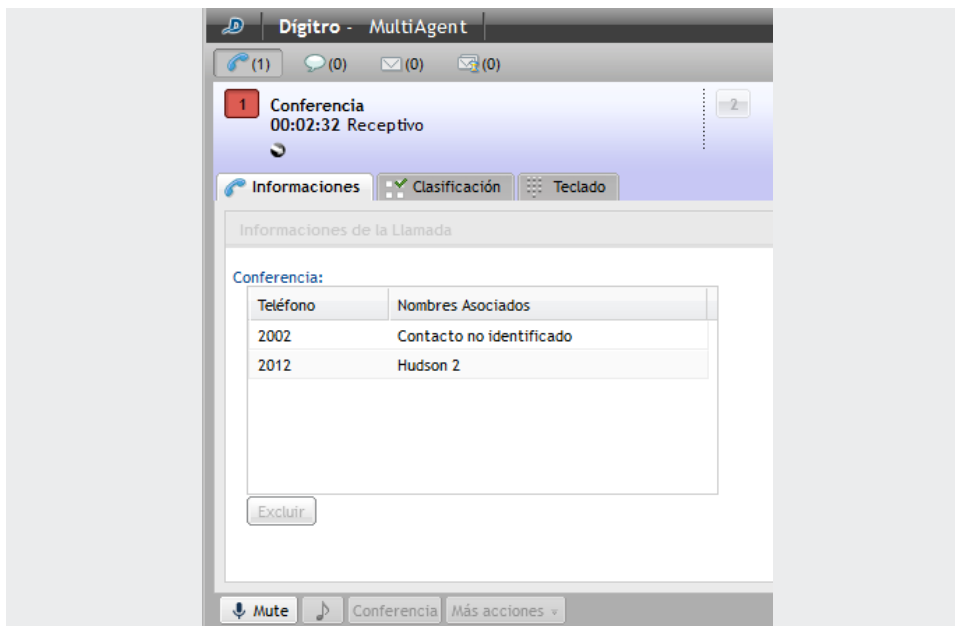 Dígitro - MultiAgent
(1) (0) (0) (0)
1 Conferencia 2
00:02:32 Receptivo
Informaciones Clasificación Teclado
Informaciones de la Llamada
Conferencia:
Teléfono Nombres Asociados
2002 Contacto no identificado
2012 Hudson 2
Excluir
Mute Conferencia Más acciones